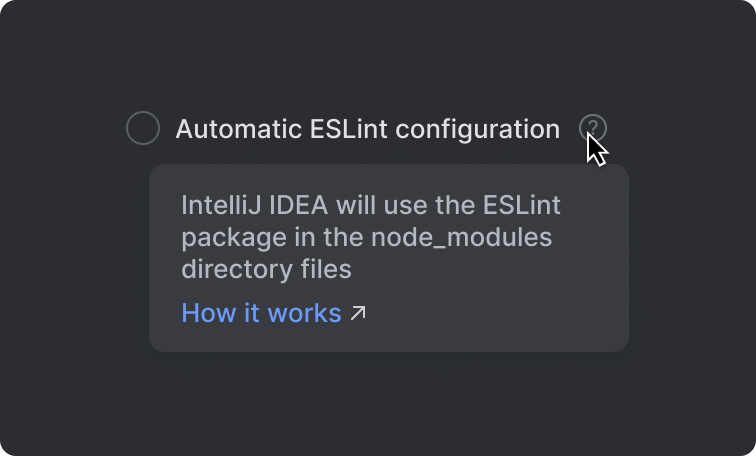 Automatic ESLint configuration ?
IntelliJ IDEA will use the ESLint
package in the node_modules
directory files
How it works ↗